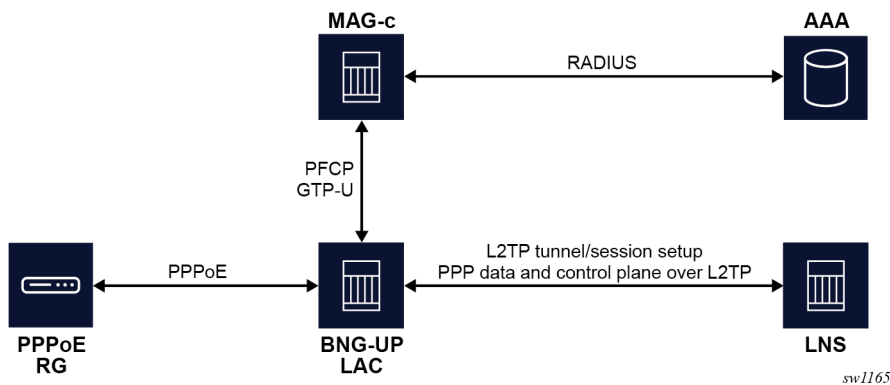 MAG-c
AAA
RADIUS
PFCP
GTP-U
L2TP tunnel/session setup
PPPoE
PPP data and control plane over L2TP
PPPoE
RG
BNG-UP
LAC
LNS
sw1165